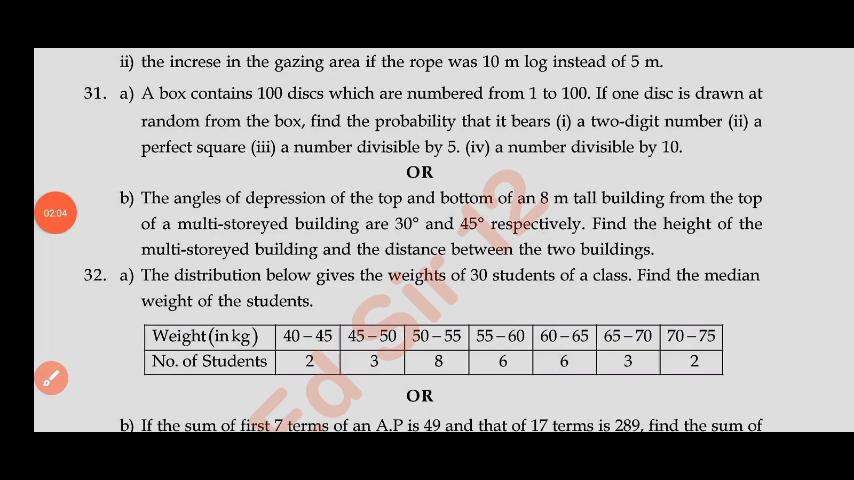 ii) the increse in the gazing area if the rope was 10 m log instead of 5 m.
31. a) A box contains 100 discs which are numbered from 1 to 100. If one disc is drawn at
random from the box, find the probability that it bears (i) a two-digit number (ii) a
perfect square (iii) a number divisible by 5. (iv) a number divisible by 10.
OR
b) The angles of depression of the top and bottom of an 8 m tall building from the top
02:04
of a multi-storeyed building are 30° and 45° respectively. Find the height of the
multi-storeyed building and the distance between the two buildings.
32. a) The distribution below gives the weights of 30 students of a class. Find the median
weight of the students.
Weight(in kg) 40 – 45 45 – 50 50 – 55 55 – 60 60 – 65 65 – 70 70 – 75
No. of Students 2 3 8 6 6 3 2
OR
b) If the sum of first 7 terms of an A.P is 49 and that of 17 terms is 289, find the sum of
Ed Sir 12